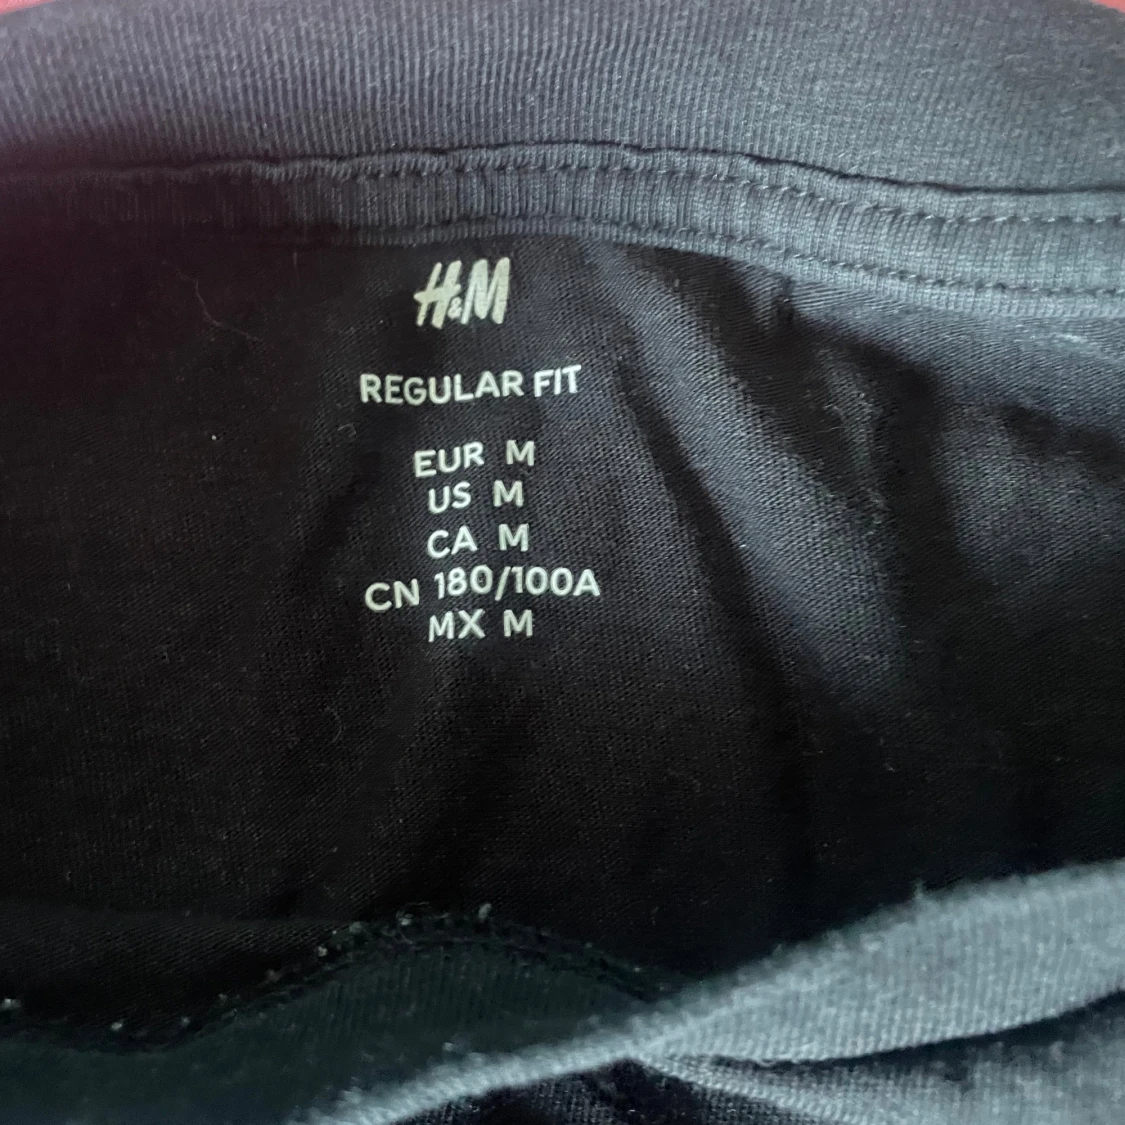 H&M
REGULAR FIT
EUR M
US M
CA M
CN 180/100A
MX M